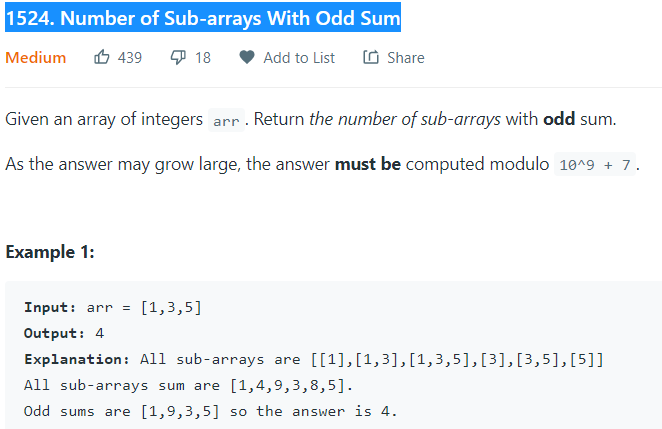 1524. Number of Sub-arrays With Odd Sum
Medium 439 18 Add to List Share
Given an array of integers arr. Return the number of sub-arrays with odd sum.
As the answer may grow large, the answer must be computed modulo 10^9 + 7.
Example 1:
Input: arr = [1,3,5]
Output: 4
Explanation: All sub-arrays are [[1],[1,3],[1,3,5],[3],[3,5],[5]]
All sub-arrays sum are [1,4,9,3,8,5].
Odd sums are [1,9,3,5] so the answer is 4.